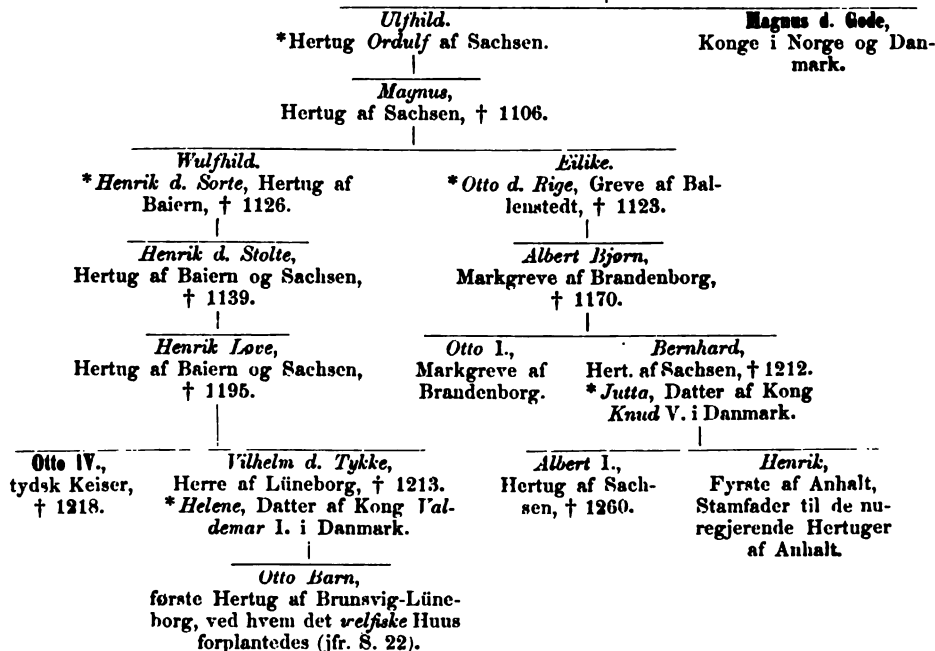 Ulfhild.
*Hertug Ordulf af Sachsen.
Magnus d. Gode,
Konge i Norge og Dan-
mark.
Magnus,
Hertug af Sachsen, † 1106.
Wulfhild.
* Henrik d. Sorte, Hertug af
Baiern, † 1126.
Eilike.
* Otto d. Rige, Greve af Bal-
lenstedt, † 1123.
Henrik d. Stolte,
Hertug af Baiern og Sachsen,
† 1139.
Albert Bjørn,
Markgreve af Brandenborg,
† 1170.
Henrik Løve,
Hertug af Baiern og Sachsen,
† 1195.
Otto I.,
Markgreve af
Brandenborg.
Bernhard,
Hert. af Sachsen, † 1212.
* Jutta, Datter af Kong
Knud V. i Danmark.
Otto IV.,
tydsk Keiser,
† 1218.
Vilhelm d. Tykke,
Herre af Lüneborg, † 1213.
* Helene, Datter af Kong Val-
demar I. i Danmark.
Albert I.,
Hertug af Sach-
sen, † 1260.
Henrik,
Fyrste af Anhalt,
Stamfader til de nu-
regjerende Hertuger
af Anhalt.
Otto Barn,
første Hertug af Brunsvig-Lüne-
borg, ved hvem det welfiske Huus
forplantedes (jfr. S. 22).